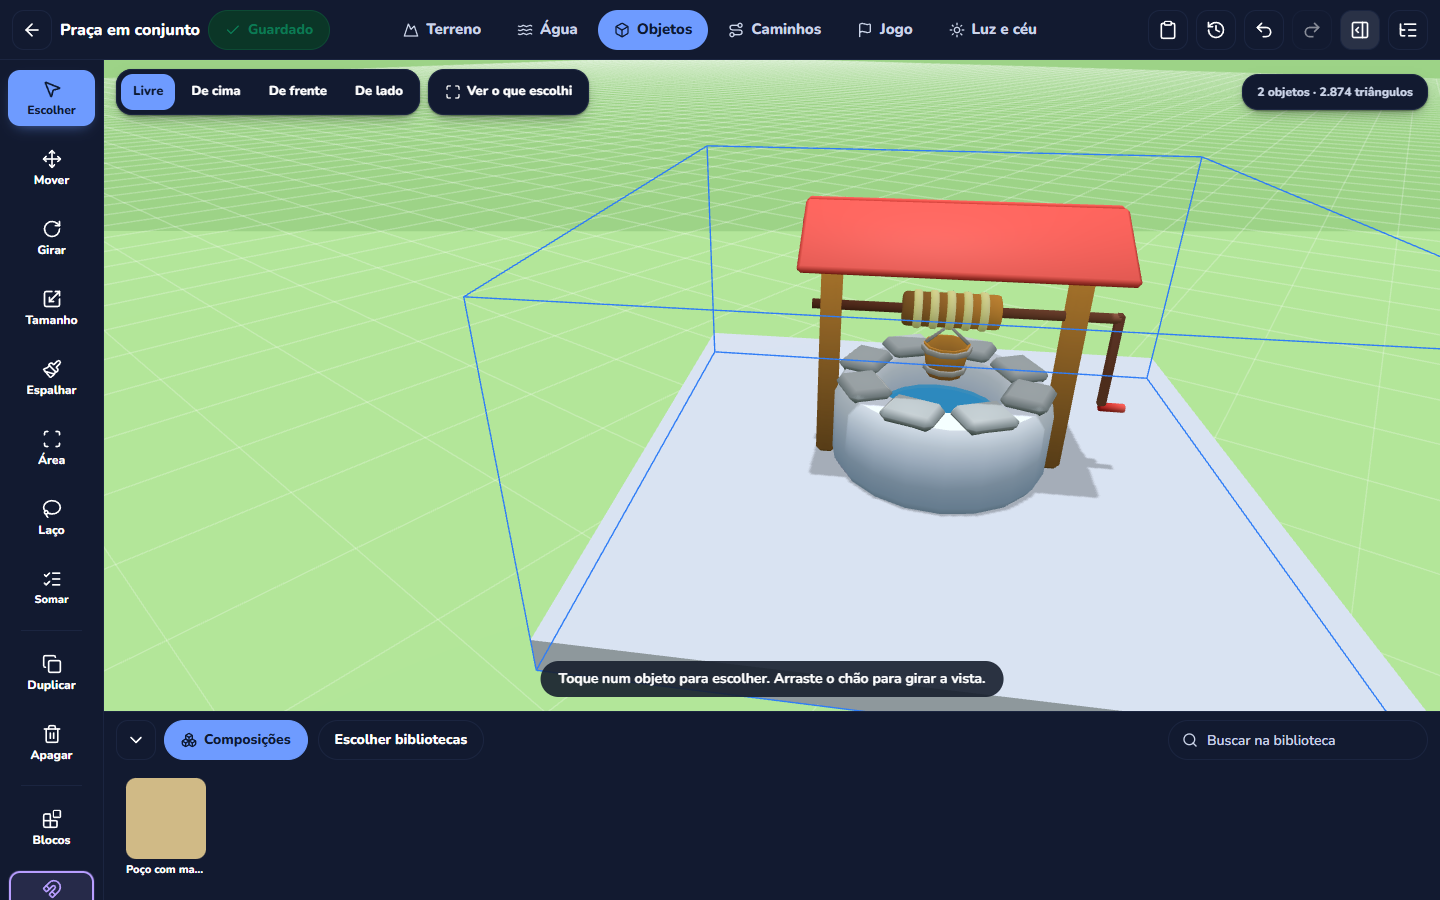 Praça em conjunto
Guardado
Terreno
Água
Objetos
Caminhos
Jogo
Luz e céu
Escolher
Mover
Girar
Tamanho
Espalhar
Área
Laço
Somar
Duplicar
Apagar
Blocos
Livre
De cima
De frente
De lado
Ver o que escolhi
2 objetos · 2.874 triângulos
Toque num objeto para escolher. Arraste o chão para girar a vista.
Composições
Escolher bibliotecas
Buscar na biblioteca
Poço com ma...